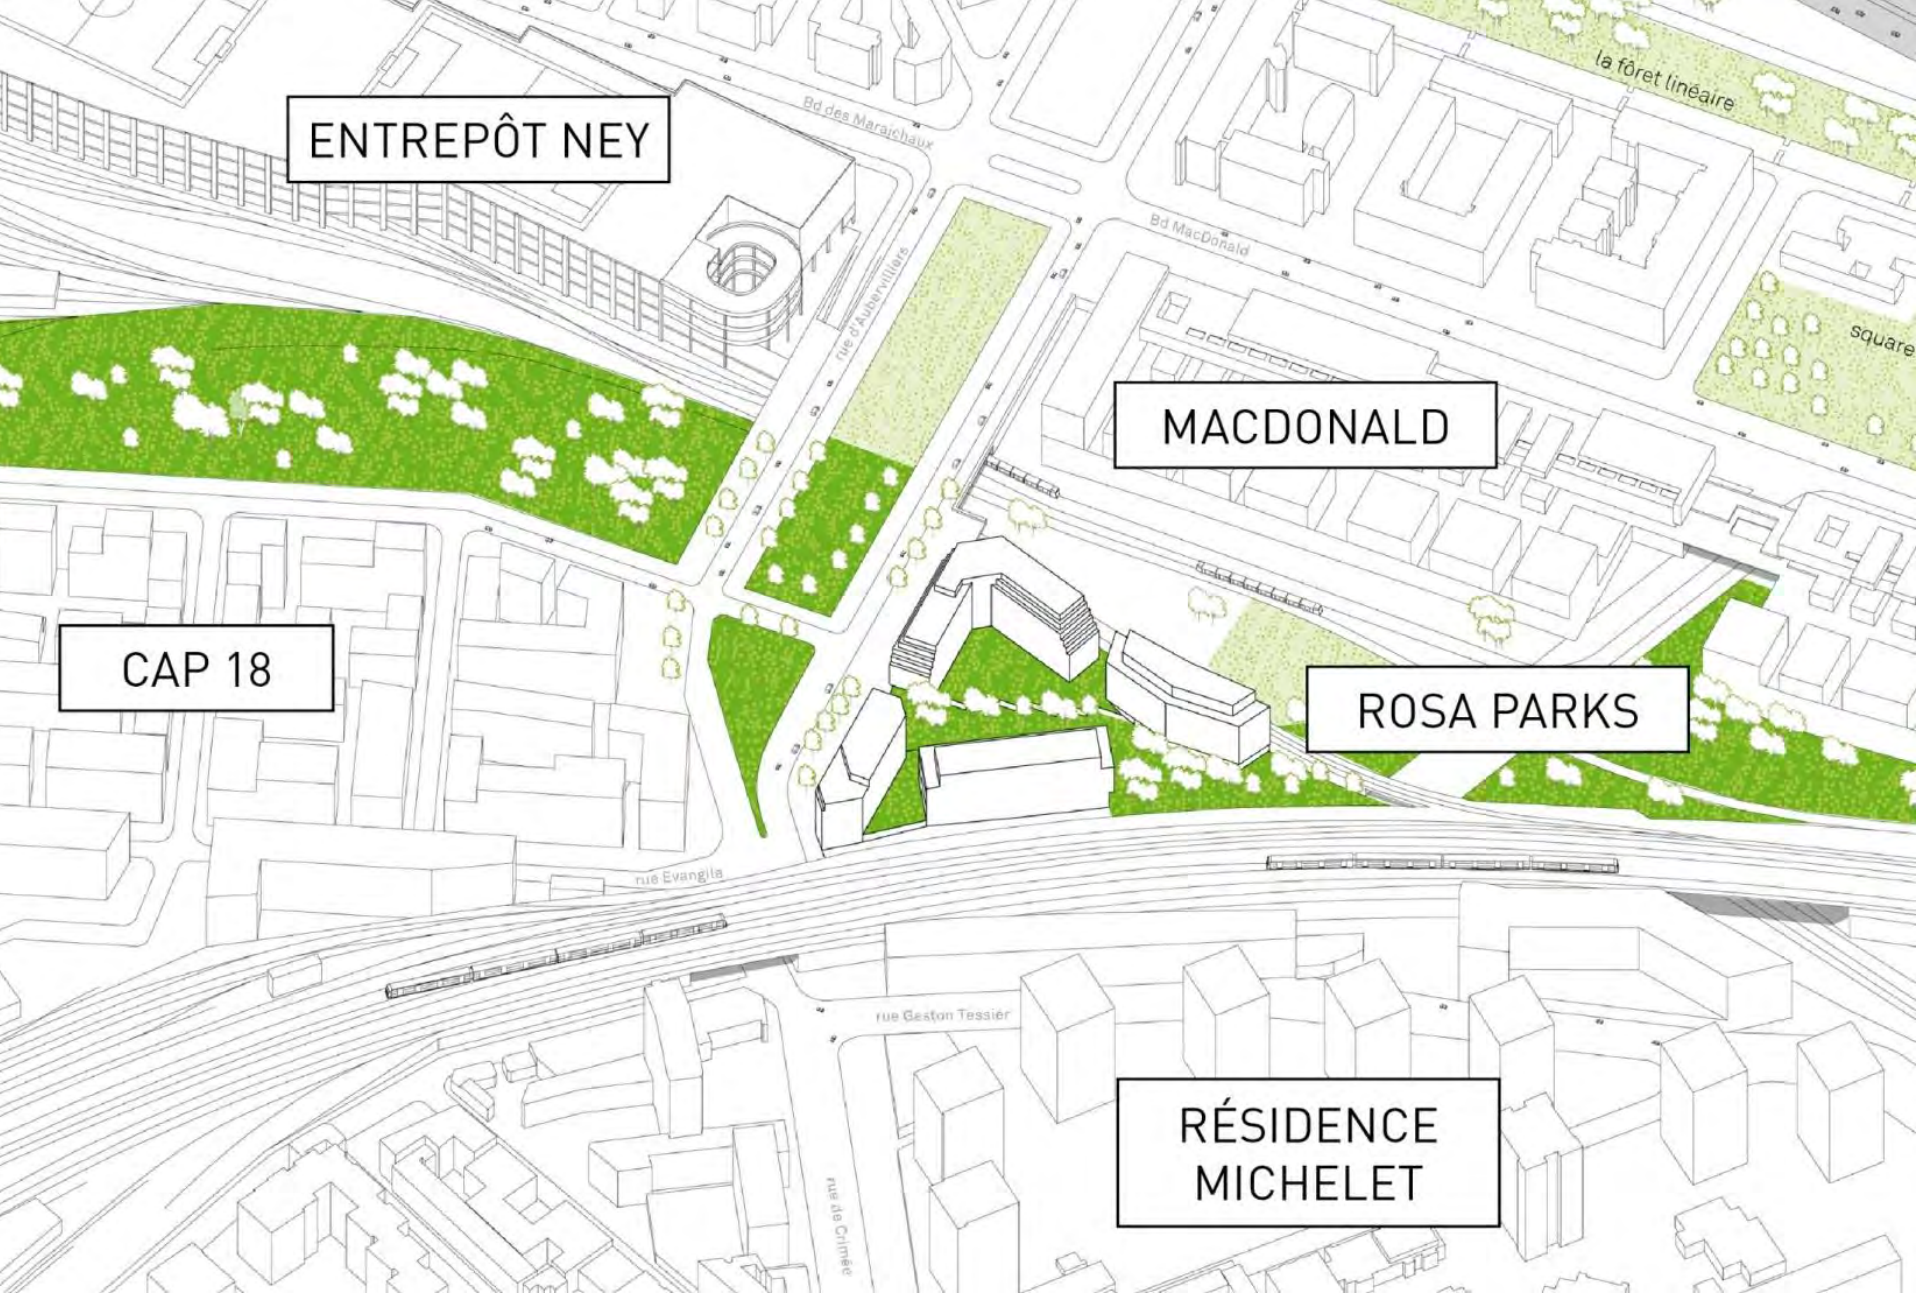 la fôret linéaire
Bd des Maraichaux
ENTREPÔT NEY
Bd MacDonald
rue d'Aubervilliers
square
MACDONALD
CAP 18
ROSA PARKS
rue Evangile
rue Gaston Tessier
RÉSIDENCE
MICHELET
rue de Crimée